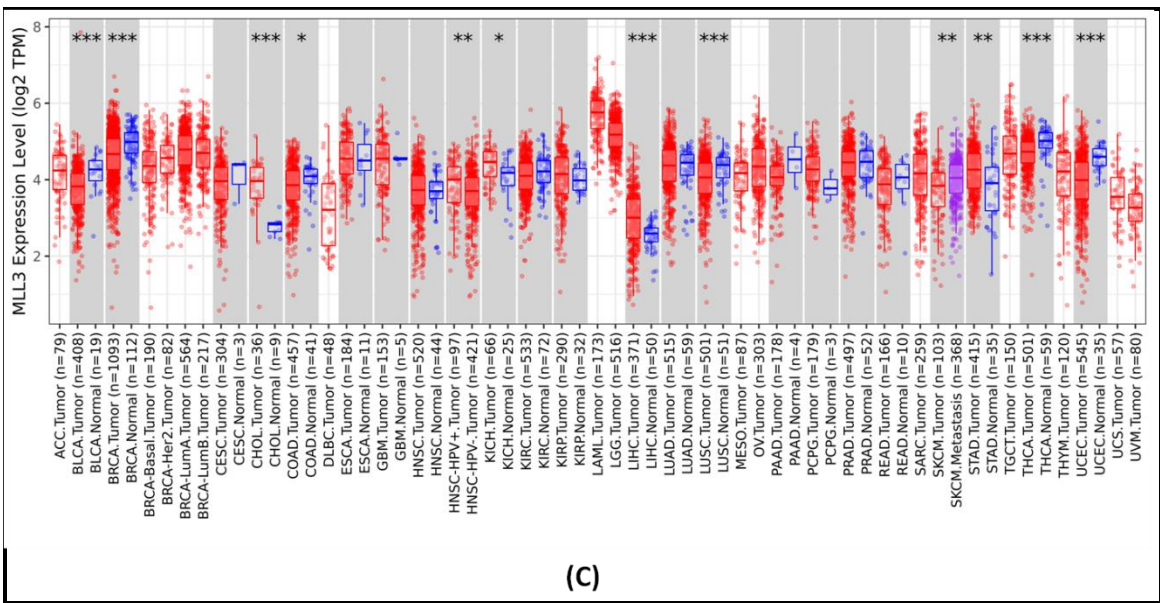 MLL3 Expression Level (log2 TPM)
8
6
4
2
*** *** *** * ** * *** *** ** ** *** ***
ACC.Tumor (n=79)
BLCA.Tumor (n=408)
BLCA.Normal (n=19)
BRCA.Tumor (n=1093)
BRCA.Normal (n=112)
BRCA-Basal.Tumor (n=190)
BRCA-Her2.Tumor (n=82)
BRCA-LumA.Tumor (n=564)
BRCA-LumB.Tumor (n=217)
CESC.Tumor (n=304)
CESC.Normal (n=3)
CHOL.Tumor (n=36)
CHOL.Normal (n=9)
COAD.Tumor (n=457)
COAD.Normal (n=41)
DLBC.Tumor (n=48)
ESCA.Tumor (n=184)
ESCA.Normal (n=11)
GBM.Tumor (n=153)
GBM.Normal (n=5)
HNSC.Tumor (n=520)
HNSC.Normal (n=44)
HNSC-HPV+.Tumor (n=97)
HNSC-HPV-.Tumor (n=421)
KICH.Tumor (n=66)
KICH.Normal (n=25)
KIRC.Tumor (n=533)
KIRC.Normal (n=72)
KIRP.Tumor (n=290)
KIRP.Normal (n=32)
LAML.Tumor (n=173)
LGG.Tumor (n=516)
LIHC.Tumor (n=371)
LIHC.Normal (n=50)
LUAD.Tumor (n=515)
LUAD.Normal (n=59)
LUSC.Tumor (n=501)
LUSC.Normal (n=51)
MESO.Tumor (n=87)
OV.Tumor (n=303)
PAAD.Tumor (n=178)
PAAD.Normal (n=4)
PCPG.Tumor (n=179)
PCPG.Normal (n=3)
PRAD.Tumor (n=497)
PRAD.Normal (n=52)
READ.Tumor (n=166)
READ.Normal (n=10)
SARC.Tumor (n=259)
SKCM.Tumor (n=103)
SKCM.Metastasis (n=368)
STAD.Tumor (n=415)
STAD.Normal (n=35)
TGCT.Tumor (n=150)
THCA.Tumor (n=501)
THCA.Normal (n=59)
THYM.Tumor (n=120)
UCEC.Tumor (n=545)
UCEC.Normal (n=35)
UCS.Tumor (n=57)
UVM.Tumor (n=80)
(C)